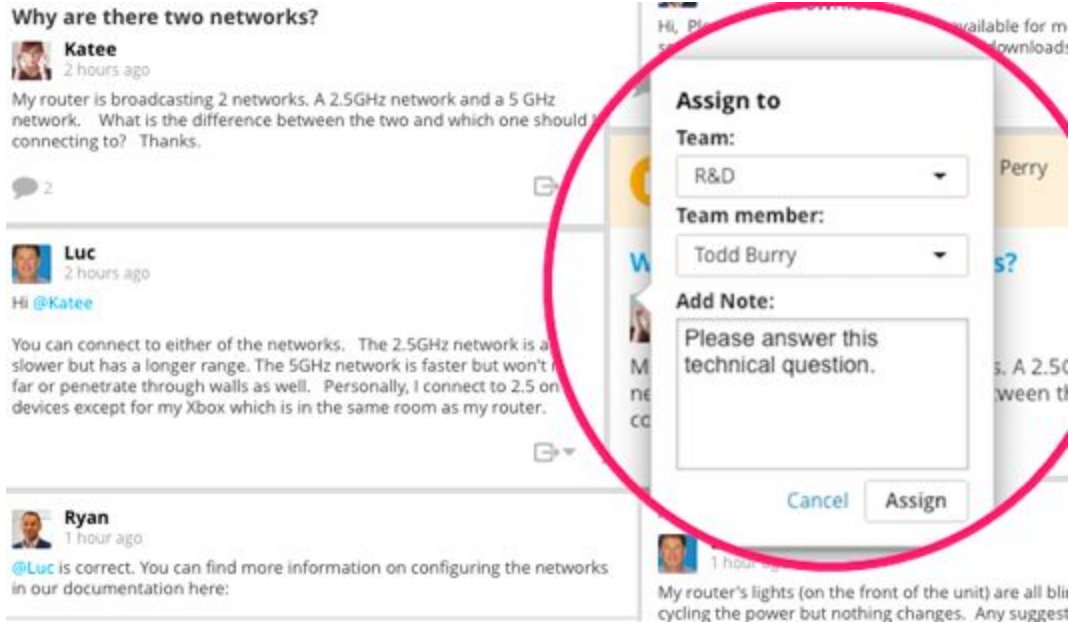 Why are there two networks?
Katee
2 hours ago
My router is broadcasting 2 networks. A 2.5GHz network and a 5 GHz
network. What is the difference between the two and which one should I
connecting to? Thanks.
2
Luc
2 hours ago
Hi @Katee
You can connect to either of the networks. The 2.5GHz network is a
slower but has a longer range. The 5GHz network is faster but won't
far or penetrate through walls as well. Personally, I connect to 2.5 on
devices except for my Xbox which is in the same room as my router.
Ryan
1 hour ago
@Luc is correct. You can find more information on configuring the networks
in our documentation here:
Hi,
available for m
downloads
Assign to
Team:
R&D
Perry
Team member:
Todd Burry
s?
Add Note:
Please answer this
technical question.
M
s. A 2.5G
ne
ween th
co
Cancel
Assign
1 hour
My router's lights (on the front of the unit) are all blin
cycling the power but nothing changes. Any suggest